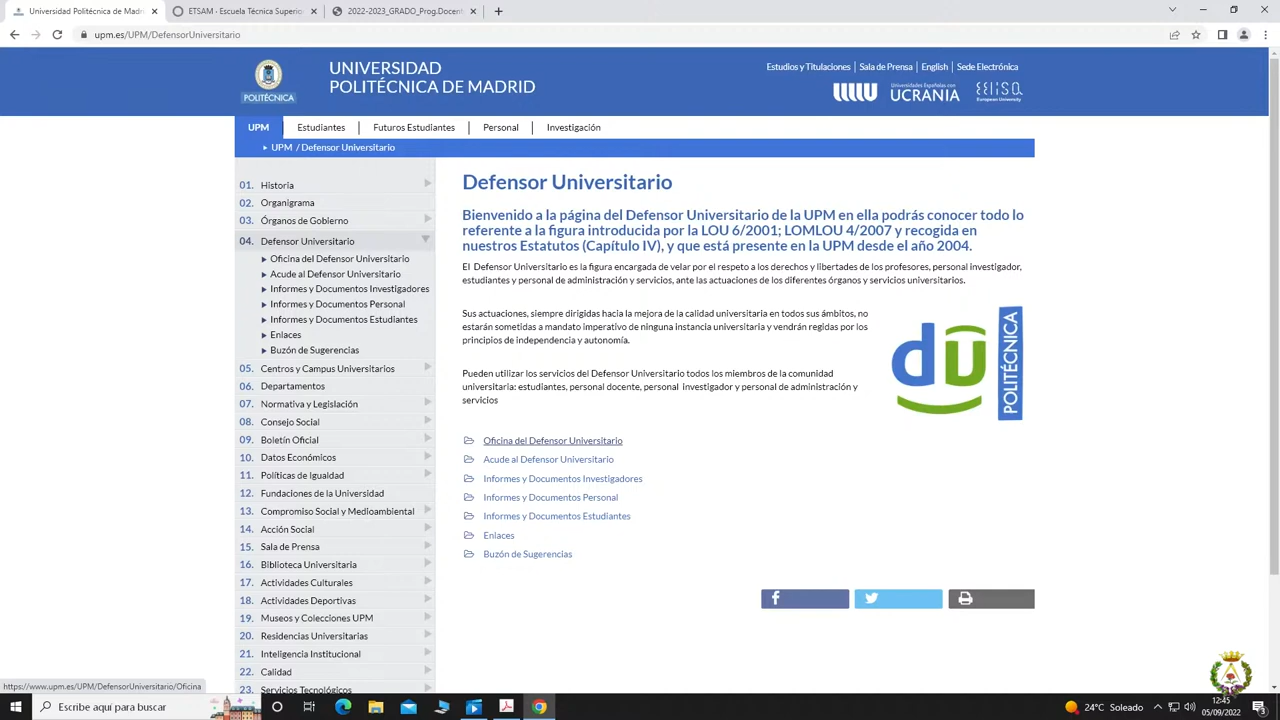 Universidad Politécnica de M
ETSAM - Escuela Técnica Superio
2022-2023_GRADO_Prog.Docent
upm.es/UPM/DefensorUniversitario
POLITÉCNICA
UNIVERSIDAD
POLITÉCNICA DE MADRID
Estudios y Titulaciones | Sala de Prensa | English | Sede Electrónica
Universidades Españolas con
UCRANIA
European University
UPM
Estudiantes
Futuros Estudiantes
Personal
Investigación
UPM / Defensor Universitario
01. Historia
02. Organigrama
03. Órganos de Gobierno
04. Defensor Universitario
Oficina del Defensor Universitario
Acude al Defensor Universitario
Informes y Documentos Investigadores
Informes y Documentos Personal
Informes y Documentos Estudiantes
Enlaces
Buzón de Sugerencias
05. Centros y Campus Universitarios
06. Departamentos
07. Normativa y Legislación
08. Consejo Social
09. Boletín Oficial
10. Datos Económicos
11. Políticas de Igualdad
12. Fundaciones de la Universidad
13. Compromiso Social y Medioambiental
14. Acción Social
15. Sala de Prensa
16. Biblioteca Universitaria
17. Actividades Culturales
18. Actividades Deportivas
19. Museos y Colecciones UPM
20. Residencias Universitarias
21. Inteligencia Institucional
22. Calidad
23. Servicios Tecnológicos
Defensor Universitario
Bienvenido a la página del Defensor Universitario de la UPM en ella podrás conocer todo lo
referente a la figura introducida por la LOU 6/2001; LOMLOU 4/2007 y recogida en
nuestros Estatutos (Capítulo IV), y que está presente en la UPM desde el año 2004.
El Defensor Universitario es la figura encargada de velar por el respeto a los derechos y libertades de los profesores, personal investigador,
estudiantes y personal de administración y servicios, ante las actuaciones de los diferentes órganos y servicios universitarios.
Sus actuaciones, siempre dirigidas hacia la mejora de la calidad universitaria en todos sus ámbitos, no
estarán sometidas a mandato imperativo de ninguna instancia universitaria y vendrán regidas por los
principios de independencia y autonomía.
Pueden utilizar los servicios del Defensor Universitario todos los miembros de la comunidad
universitaria: estudiantes, personal docente, personal investigador y personal de administración y
servicios
du
POLITÉCNICA
Oficina del Defensor Universitario
Acude al Defensor Universitario
Informes y Documentos Investigadores
Informes y Documentos Personal
Informes y Documentos Estudiantes
Enlaces
Buzón de Sugerencias
https://www.upm.es/UPM/DefensorUniversitario/Oficina
Escribe aquí para buscar
24°C Soleado
12:45
05/09/2022
3